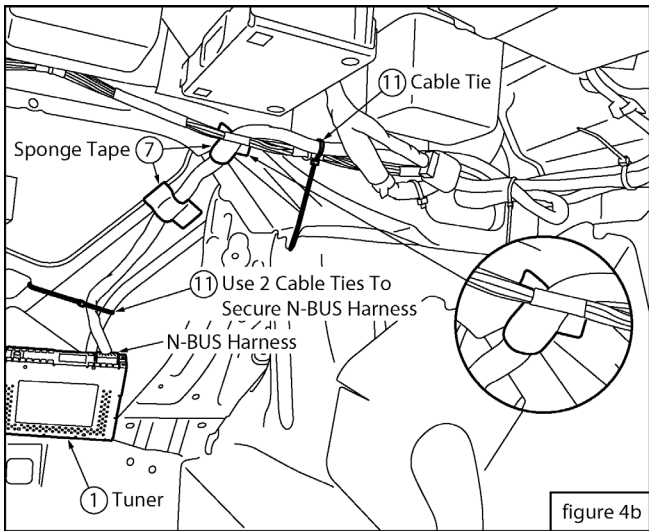 11 Cable Tie
Sponge Tape 7
11 Use 2 Cable Ties To
Secure N-BUS Harness
N-BUS Harness
1 Tuner
figure 4b